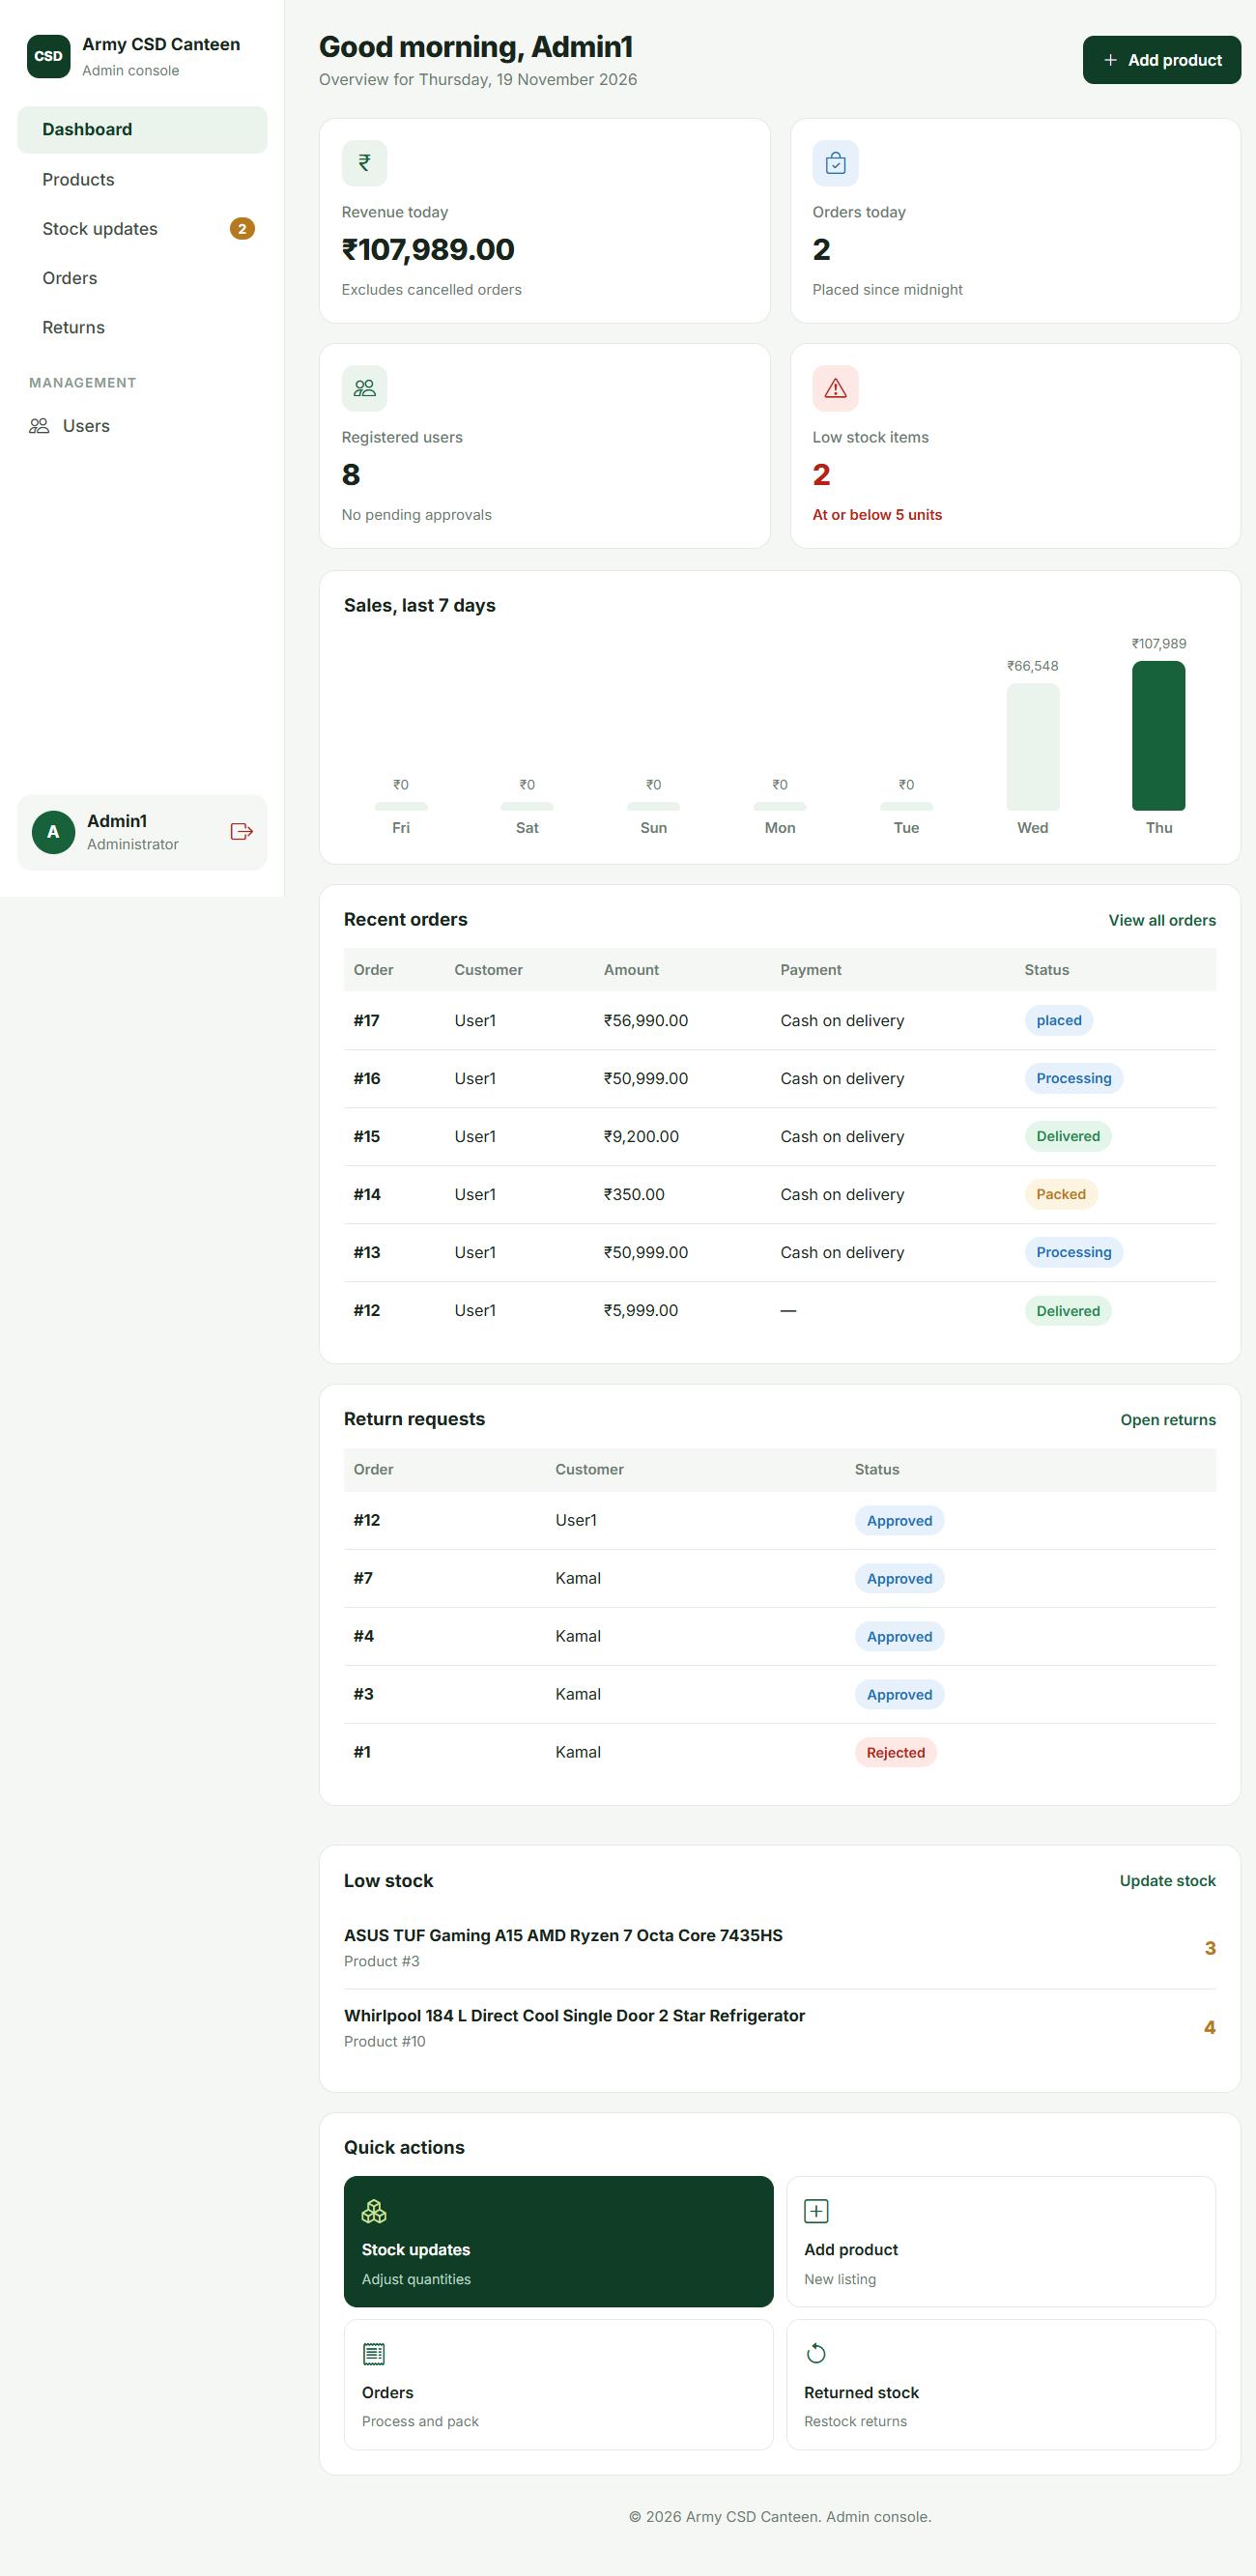 CSD
Army CSD Canteen
Admin console
Dashboard
Products
Stock updates 2
Orders
Returns
MANAGEMENT
Users
A
Admin1
Administrator
Good morning, Admin1
Overview for Thursday, 19 November 2026
+ Add product
₹
Revenue today
₹107,989.00
Excludes cancelled orders
Orders today
2
Placed since midnight
Registered users
8
No pending approvals
Low stock items
2
At or below 5 units
Sales, last 7 days
₹0 ₹0 ₹0 ₹0 ₹0 ₹66,548 ₹107,989
Fri Sat Sun Mon Tue Wed Thu
Recent orders View all orders
Order Customer Amount Payment Status
#17 User1 ₹56,990.00 Cash on delivery placed
#16 User1 ₹50,999.00 Cash on delivery Processing
#15 User1 ₹9,200.00 Cash on delivery Delivered
#14 User1 ₹350.00 Cash on delivery Packed
#13 User1 ₹50,999.00 Cash on delivery Processing
#12 User1 ₹5,999.00 — Delivered
Return requests Open returns
Order Customer Status
#12 User1 Approved
#7 Kamal Approved
#4 Kamal Approved
#3 Kamal Approved
#1 Kamal Rejected
Low stock Update stock
ASUS TUF Gaming A15 AMD Ryzen 7 Octa Core 7435HS
Product #3
3
Whirlpool 184 L Direct Cool Single Door 2 Star Refrigerator
Product #10
4
Quick actions
Stock updates
Adjust quantities
Add product
New listing
Orders
Process and pack
Returned stock
Restock returns
© 2026 Army CSD Canteen. Admin console.